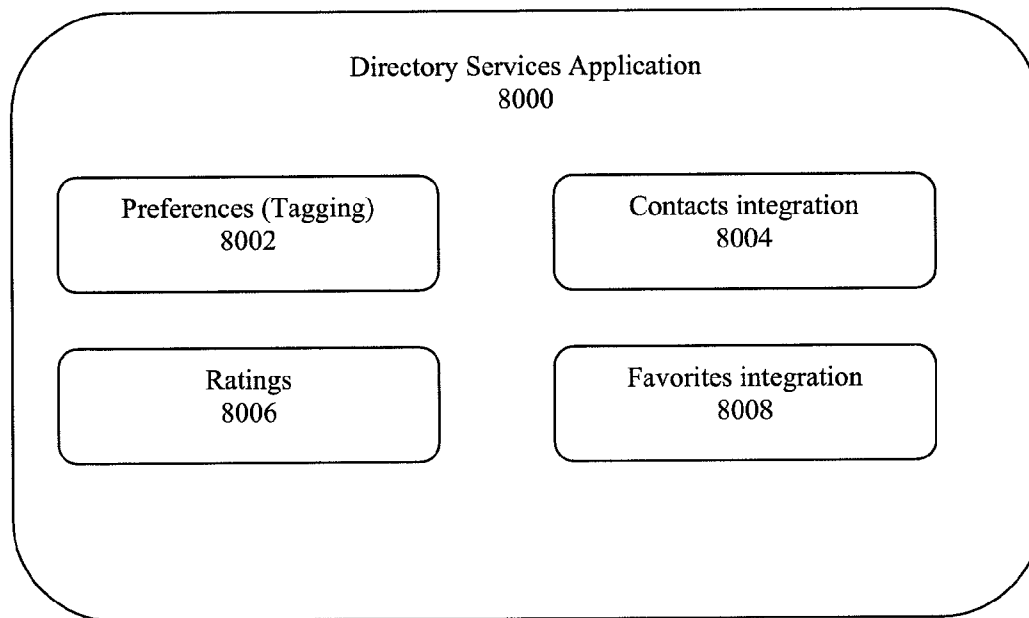 Directory Services Application
8000
Preferences (Tagging)
8002
Contacts integration
8004
Ratings
8006
Favorites integration
8008